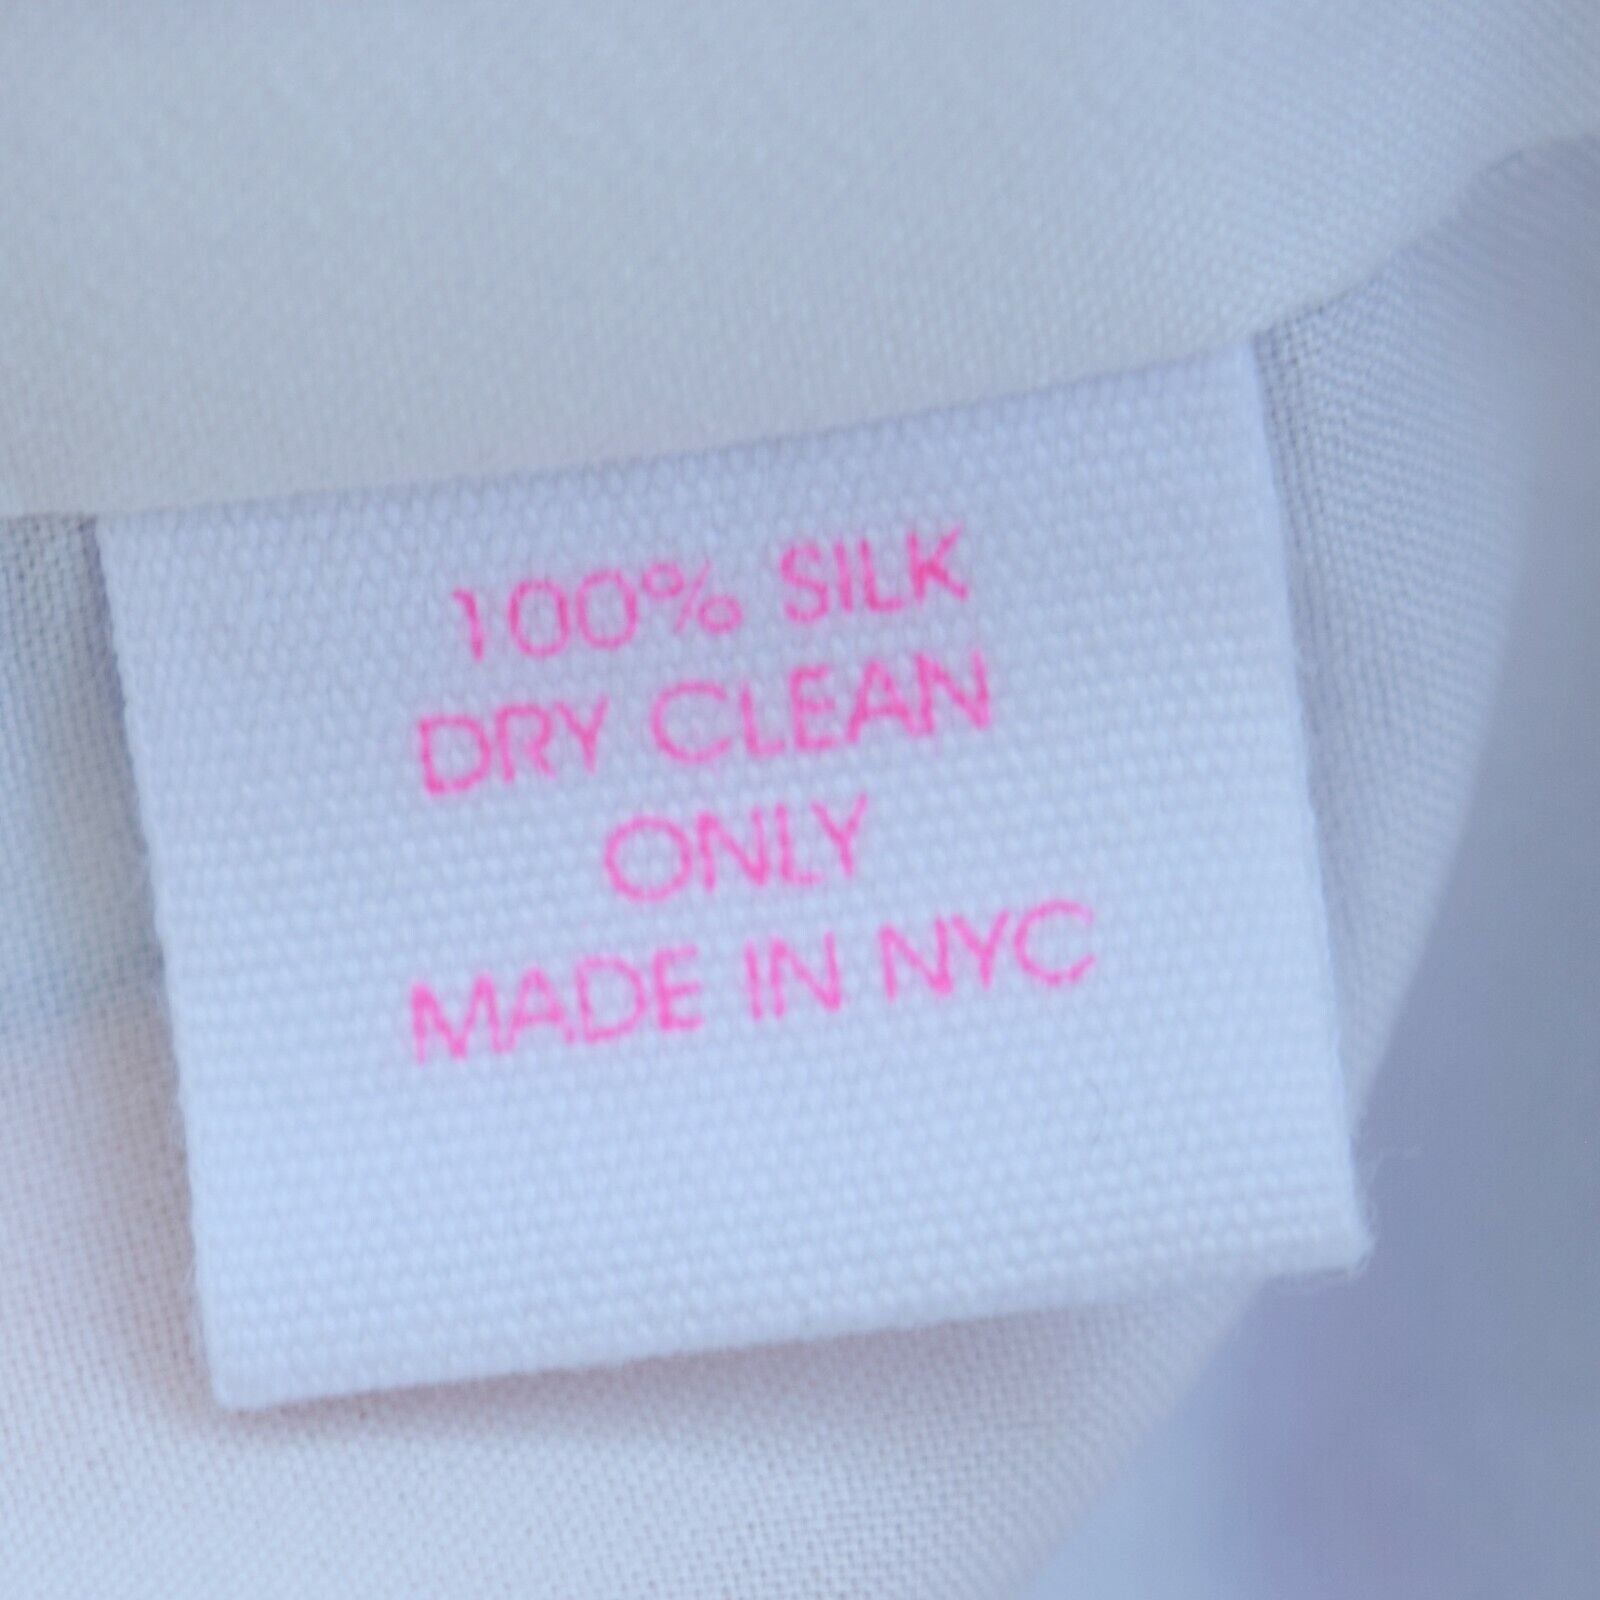 100% SILK
DRY CLEAN
ONLY
MADE IN NYC